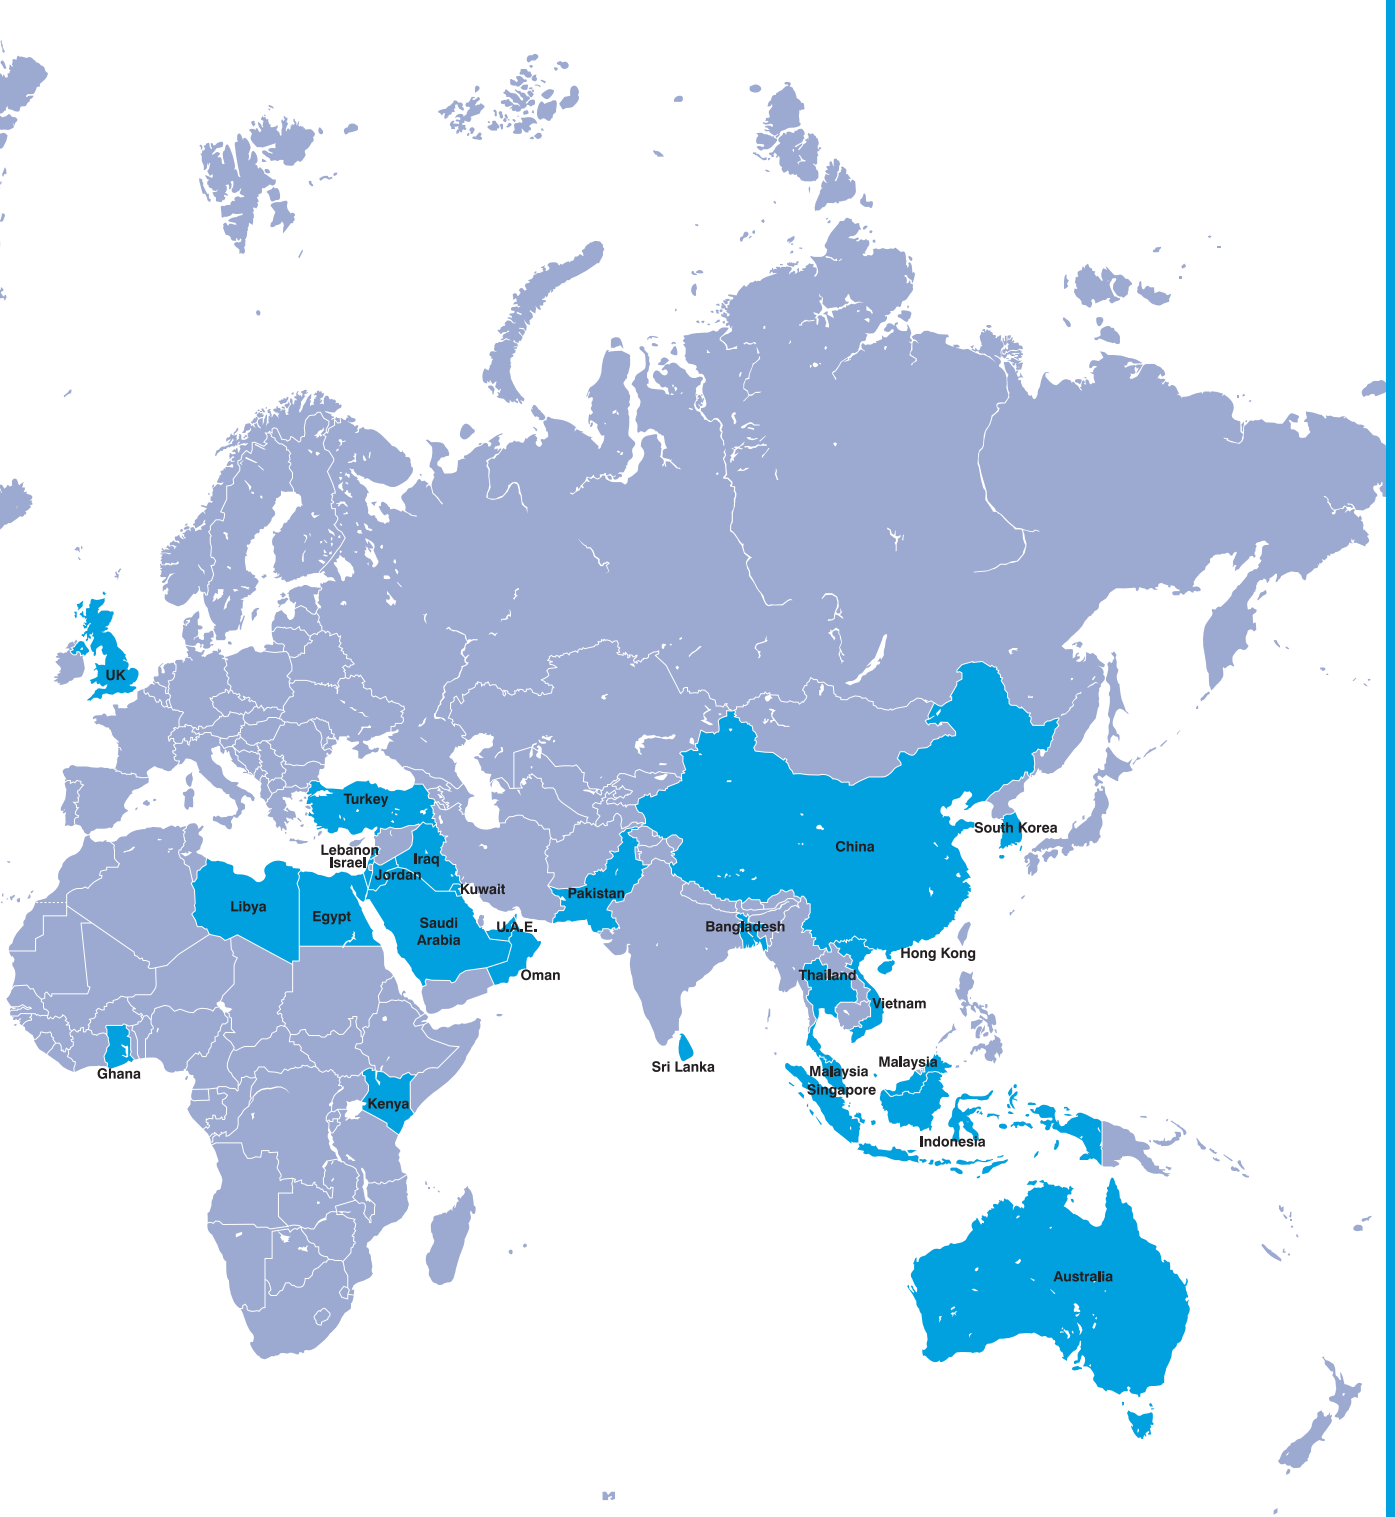 UK
Turkey
South Korea
China
Lebanon
Israel
Iraq
Jordan
Kuwait
Pakistan
Libya
Egypt
Saudi
Arabia
U.A.E.
Bangladesh
Hong Kong
Oman
Thailand
Vietnam
Sri Lanka
Ghana
Malaysia
Malaysia
Singapore
Kenya
Indonesia
Australia